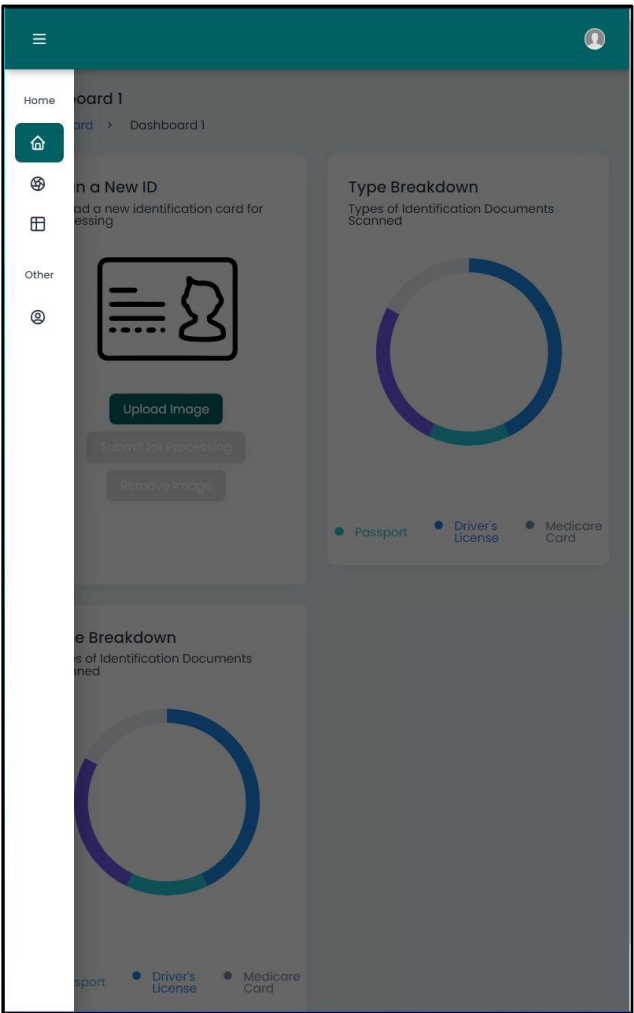 Home
Other
oard 1
ard > Dashboard 1
n a New ID
ad a new identification card for
essing
Upload Image
Submit for Processing
Remove Image
Type Breakdown
Types of Identification Documents
Scanned
Passport
Driver's
License
Medicare
Card
e Breakdown
s of Identification Documents
nned
sport
Driver's
License
Medicare
Card